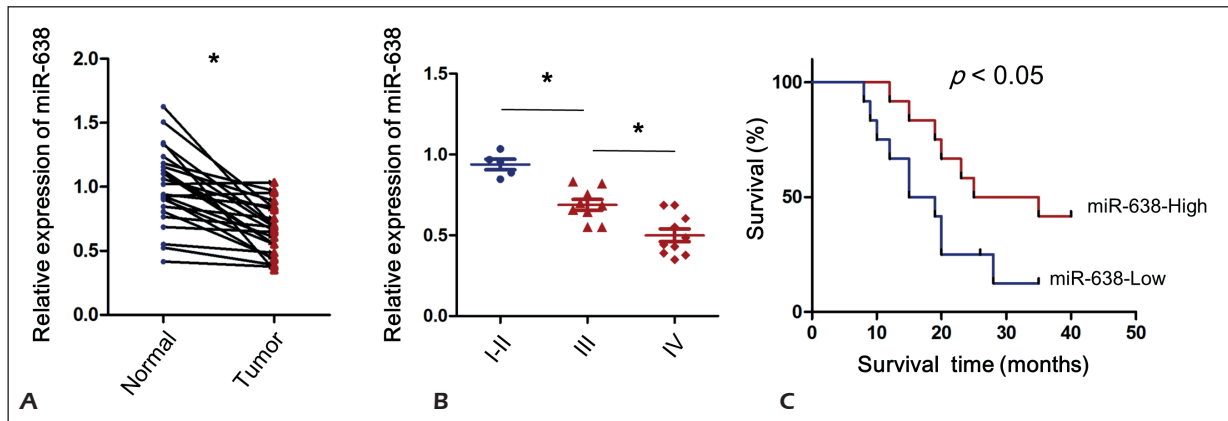 Relative expression of miR-638
2.0
1.5
1.0
0.5
0.0
*
Normal
Tumor
A
Relative expression of miR-638
1.5
1.0
0.5
0.0
*
*
I-II
III
IV
B
Survival (%)
100
50
0
p < 0.05
miR-638-High
miR-638-Low
0 10 20 30 40 50
Survival time (months)
C